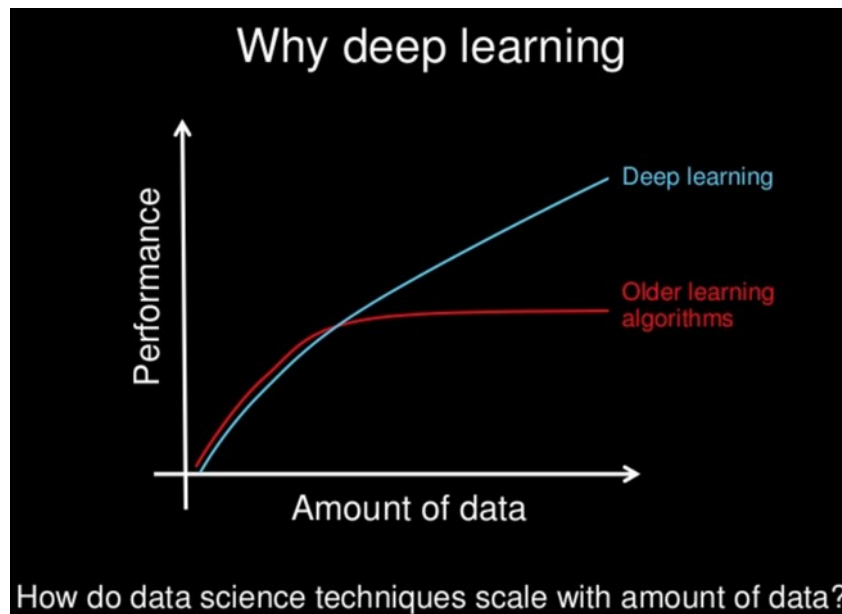 Why deep learning
Performance
Deep learning
Older learning
algorithms
Amount of data
How do data science techniques scale with amount of data?